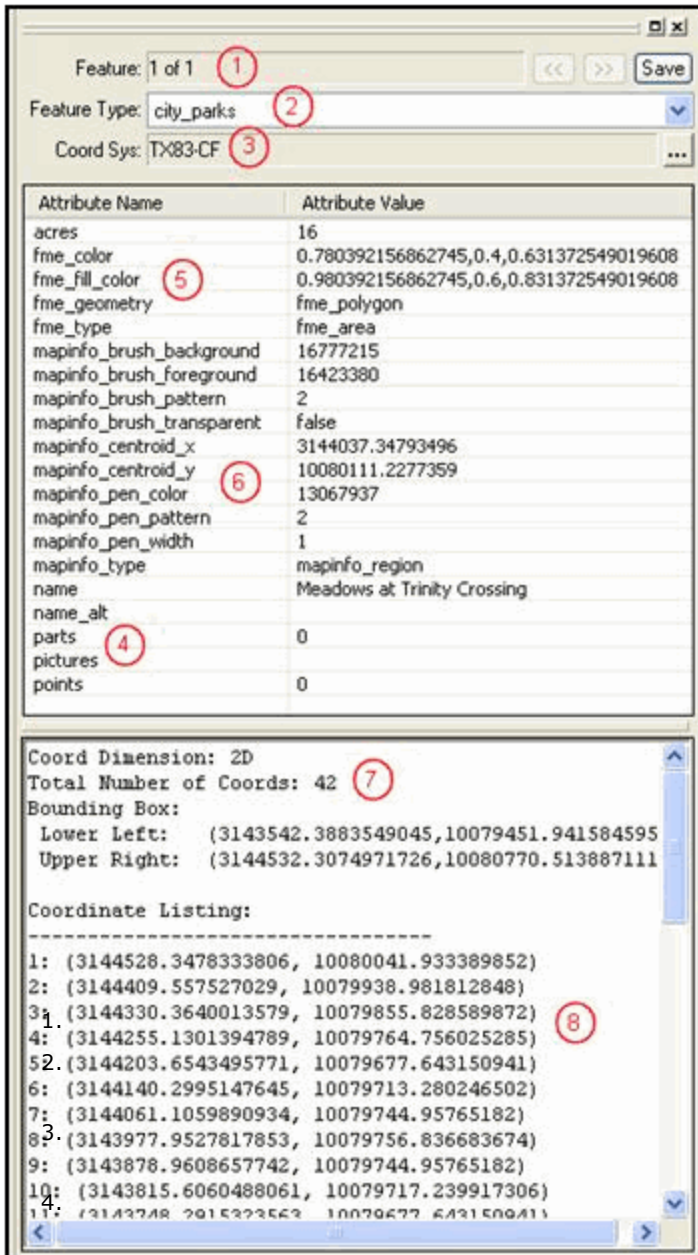 Feature: 1 of 1 1 << >> Save
Feature Type: city_parks 2
Coord Sys: TX83-CF 3 ...
Attribute Name Attribute Value
acres 16
fme_color 0.780392156862745,0.4,0.631372549019608
fme_fill_color 5 0.980392156862745,0.6,0.831372549019608
fme_geometry fme_polygon
fme_type fme_area
mapinfo_brush_background 16777215
mapinfo_brush_foreground 16423380
mapinfo_brush_pattern 2
mapinfo_brush_transparent false
mapinfo_centroid_x 3144037.34793496
mapinfo_centroid_y 10080111.2277359
mapinfo_pen_color 6 13067937
mapinfo_pen_pattern 2
mapinfo_pen_width 1
mapinfo_type mapinfo_region
name Meadows at Trinity Crossing
name_alt
parts 4 0
pictures
points 0
Coord Dimension: 2D
Total Number of Coords: 42 7
Bounding Box:
Lower Left: (3143542.3883549045,10079451.941584595
Upper Right: (3144532.3074971726,10080770.513887111
Coordinate Listing:
-----------------------------------
1: (3144528.3478333806, 10080041.933389852)
2: (3144409.557527029, 10079938.981812848)
3: (3144330.3640013579, 10079855.828589872) 8
1.
4: (3144255.1301394789, 10079764.756025285)
5: (3144203.6543495771, 10079677.643150941)
2.
6: (3144140.2995147645, 10079713.280246502)
7: (3144061.1059890934, 10079744.95765182)
8: (3143977.9527817853, 10079756.836683674)
3.
9: (3143878.9608657742, 10079744.95765182)
10: (3143815.6060488061, 10079717.239917306)
4.
11: (3143748.2915323563, 10079677.643150941)